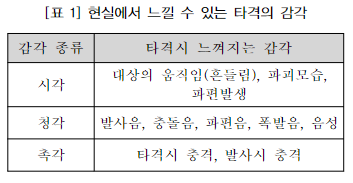 [표 1] 현실에서 느낄 수 있는 타격의 감각
감각 종류 타격시 느껴지는 감각
시각 대상의 움직임(흔들림), 파괴모습,
파편발생
청각 발사음, 충돌음, 파편음, 폭발음, 음성
촉각 타격시 충격, 발사시 충격